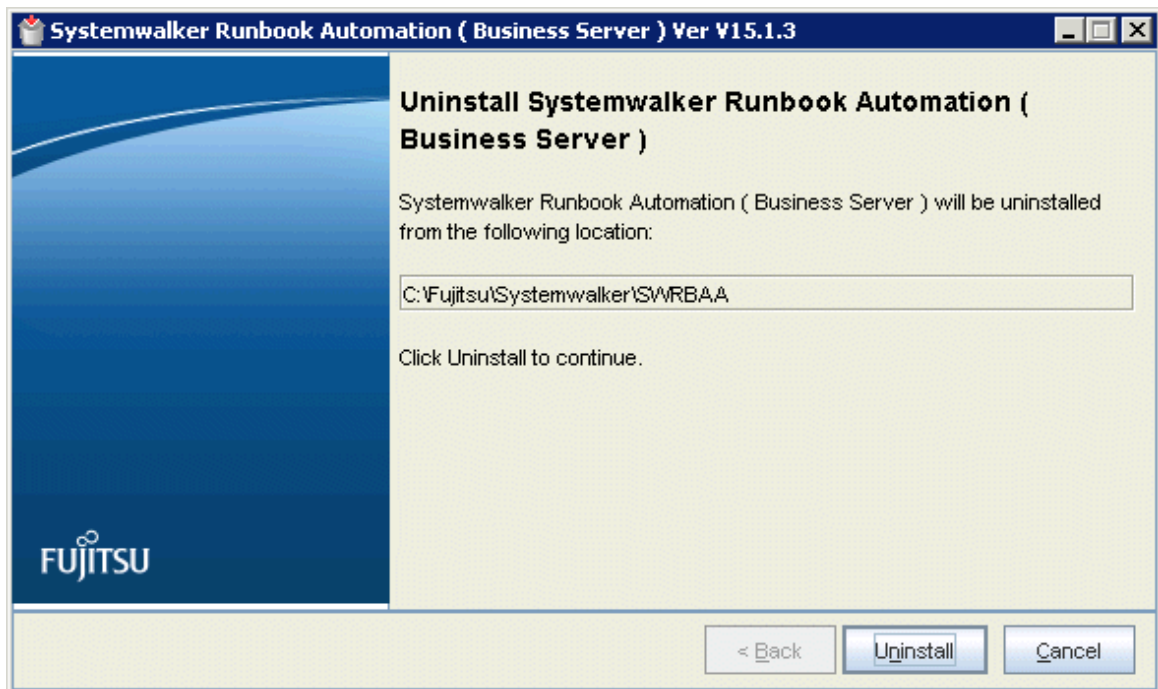 Systemwalker Runbook Automation ( Business Server ) Ver V15.1.3
Uninstall Systemwalker Runbook Automation (
Business Server )
Systemwalker Runbook Automation ( Business Server ) will be uninstalled
from the following location:
C:\Fujitsu\Systemwalker\SWRBAA
Click Uninstall to continue.
FUJITSU
< Back
Uninstall
Cancel